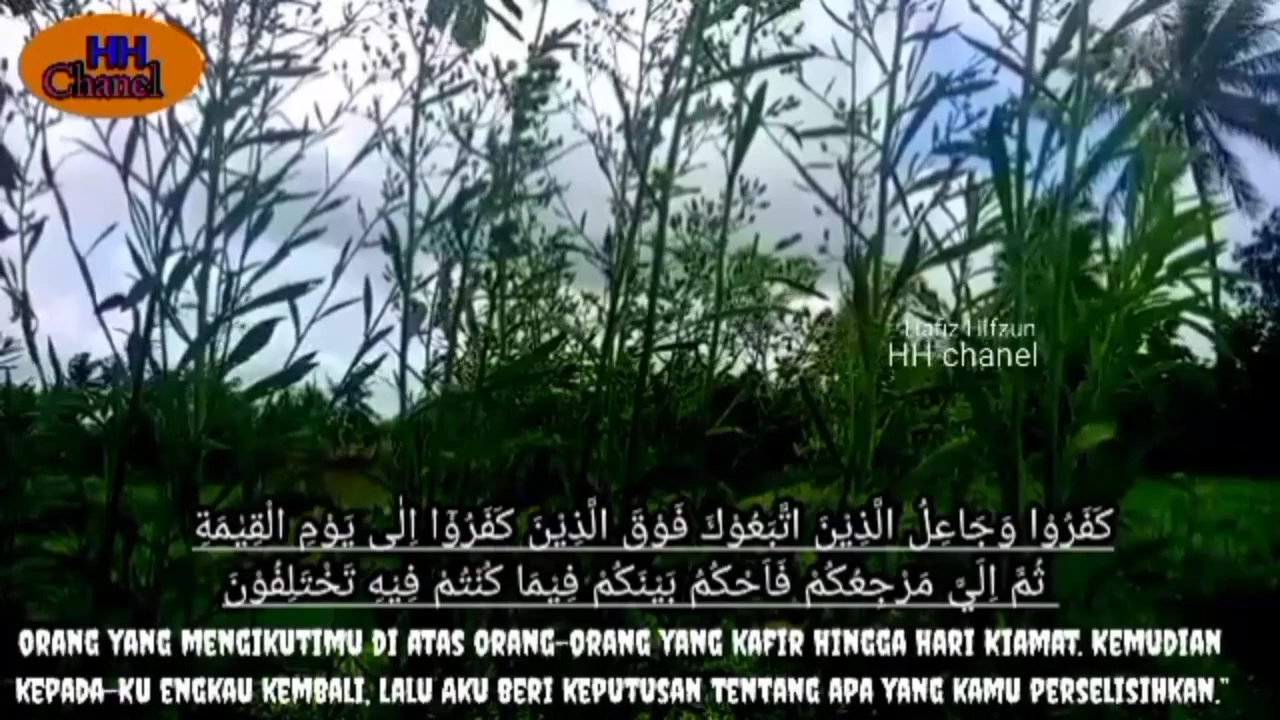 HH
Chanel
Hafiz Hifzun
HH chanel
كَفَرُوْا وَجَاعِلُ الَّذِيْنَ اتَّبَعُوْكَ فَوْقَ الَّذِيْنَ كَفَرُوْٓا اِلٰى يَوْمِ الْقِيٰمَةِ
ثُمَّ اِلَيَّ مَرْجِعُكُمْ فَاَحْكُمُ بَيْنَكُمْ فِيْمَا كُنْتُمْ فِيْهِ تَخْتَلِفُوْنَ
ORANG YANG MENGIKUTIMU DI ATAS ORANG-ORANG YANG KAFIR HINGGA HARI KIAMAT. KEMUDIAN
KEPADA-KU ENGKAU KEMBALI, LALU AKU BERI KEPUTUSAN TENTANG APA YANG KAMU PERSELISIHKAN."